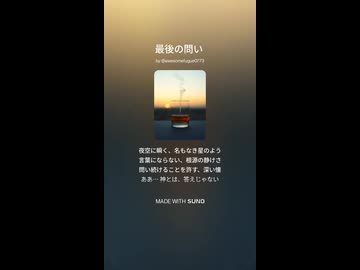 最後の問い
by @awesomefugue0273
夜空に瞬く、名もなき星のよう
言葉にならない、根源の静けさ
問い続けることを許す、深い懐
ああ… 神とは、答えじゃない
MADE WITH SUNO